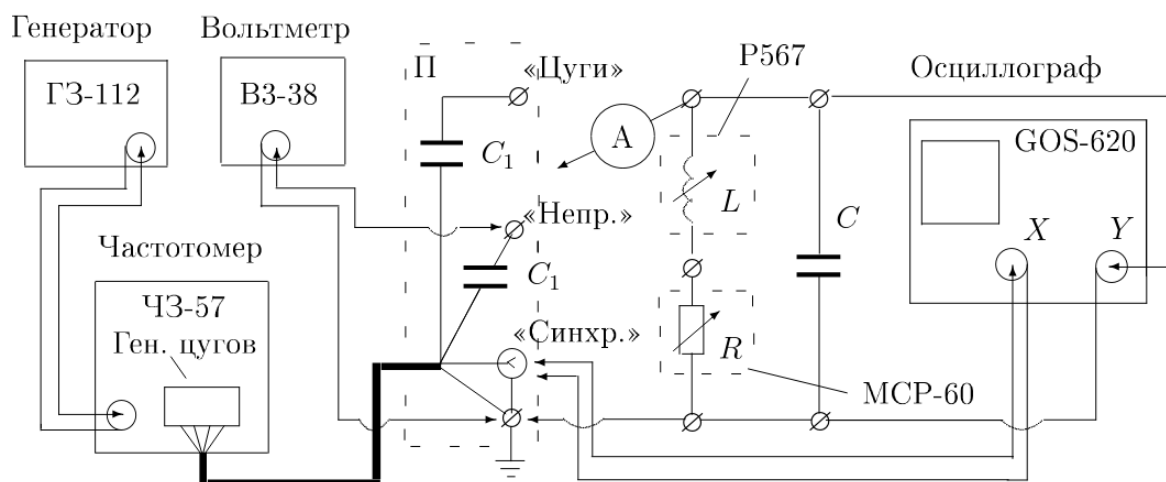 Генератор
Вольтметр
П
«Цуги»
Р567
Осциллограф
ГЗ-112
ВЗ-38
А
GOS-620
C₁
L
«Непр.»
C
X
Y
Частотомер
C₁
ЧЗ-57
Ген. цугов
«Синхр.»
R
МСР-60